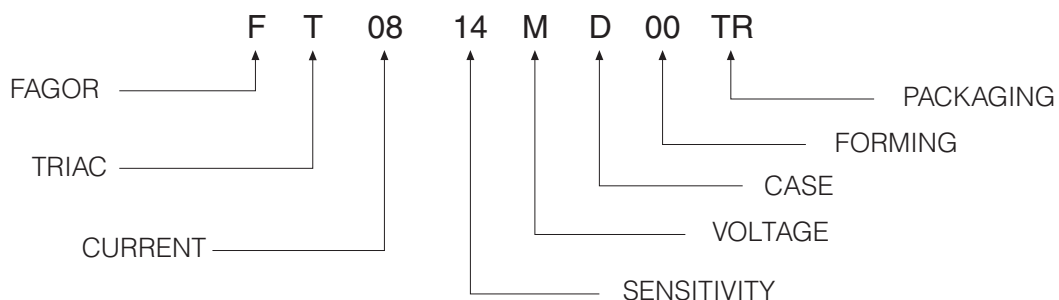 F T 08 14 M D 00 TR
FAGOR
PACKAGING
FORMING
TRIAC
CASE
VOLTAGE
CURRENT
SENSITIVITY